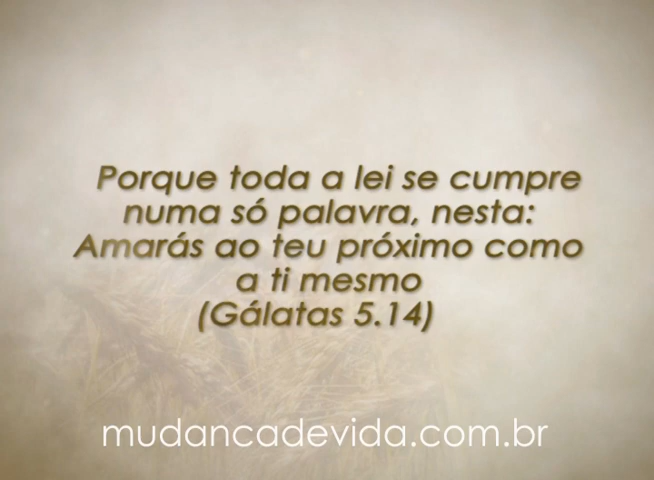 Porque toda a lei se cumpre
numa só palavra, nesta:
Amarás ao teu próximo como
a ti mesmo
(Gálatas 5.14)
mudancadevida.com.br